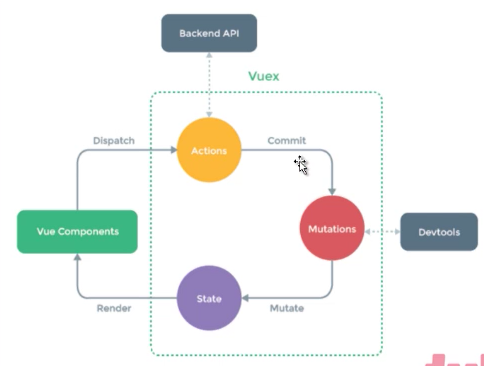 Backend API
Vuex
Dispatch
Actions
Commit
Vue Components
Mutations
Devtools
State
Render
Mutate